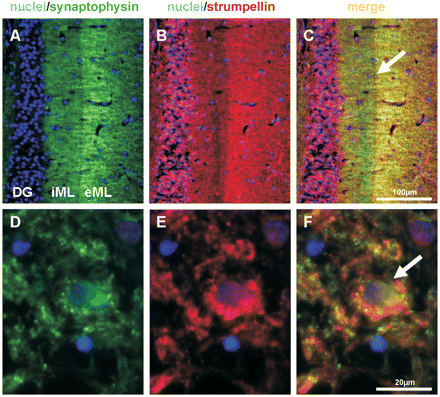 nuclei/synaptophysin nuclei/strumpellin merge
A B C
DG iML eML 100µm
D E F
20µm